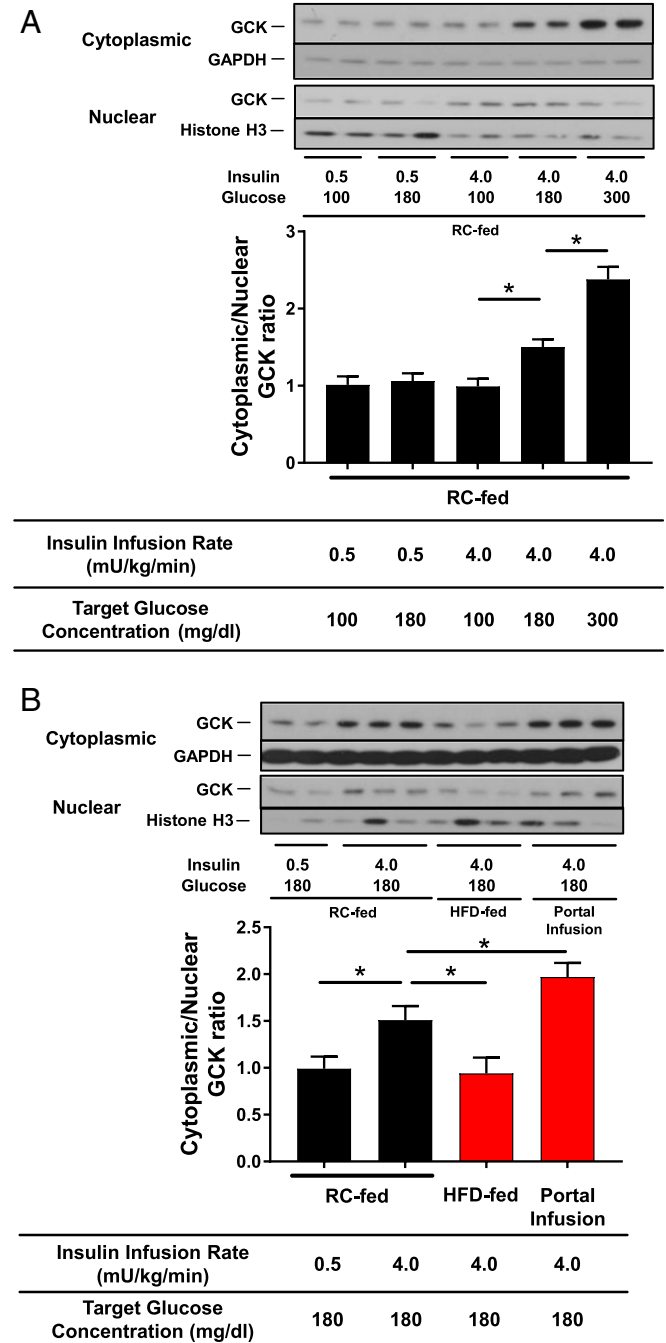 A
Cytoplasmic
GCK
GAPDH
Nuclear
GCK
Histone H3
Insulin 0.5 0.5 4.0 4.0 4.0
Glucose 100 180 100 180 300
RC-fed
Cytoplasmic/Nuclear
GCK ratio
3
2
1
0
*
*
RC-fed
Insulin Infusion Rate
(mU/kg/min)
0.5 0.5 4.0 4.0 4.0
Target Glucose
Concentration (mg/dl)
100 180 100 180 300
B
Cytoplasmic
GCK
GAPDH
Nuclear
GCK
Histone H3
Insulin 0.5 4.0 4.0 4.0
Glucose 180 180 180 180
RC-fed HFD-fed Portal
Infusion
Cytoplasmic/Nuclear
GCK ratio
2.5
2.0
1.5
1.0
0.5
0.0
*
*
*
RC-fed HFD-fed Portal
Infusion
Insulin Infusion Rate
(mU/kg/min)
0.5 4.0 4.0 4.0
Target Glucose
Concentration (mg/dl)
180 180 180 180